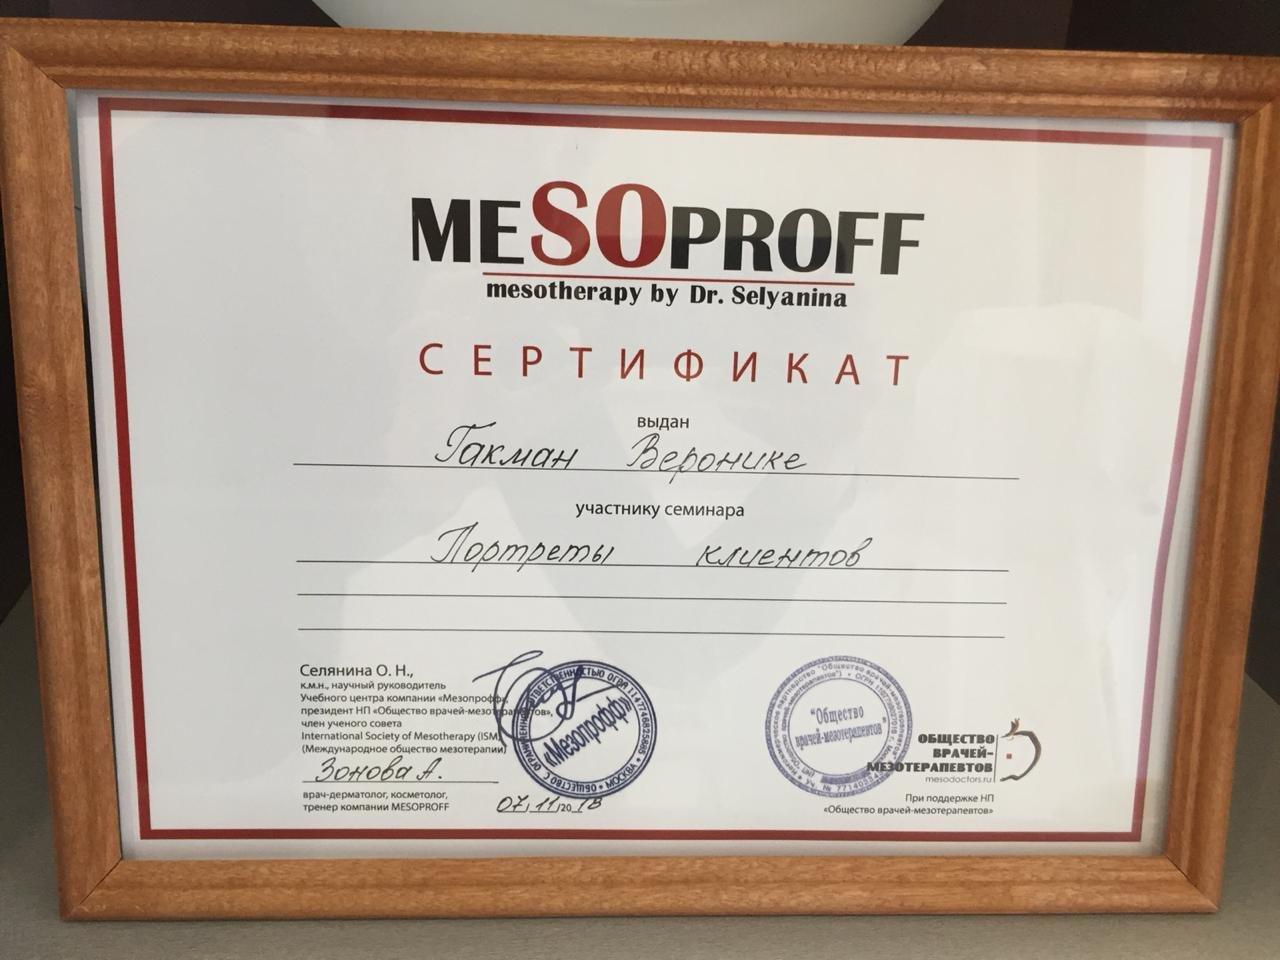 MESOPROFF
mesotherapy by Dr. Selyanina
СЕРТИФИКАТ
выдан
Гакман Веронике
участнику семинара
Портреты клиентов
Селянина О. Н.,
к.м.н., научный руководитель
Учебного центра компании «Мезопрофф»,
президент НП «Общество врачей-мезотерапевтов»,
член ученого совета
International Society of Mesotherapy (ISM)
(Международное общество мезотерапии)
Зонова А.
врач-дерматолог, косметолог,
тренер компании MESOPROFF
07/11/2018
«Мезопрофф»
МОСКВА
"Общество
врачей-мезотерапевтов"
ОБЩЕСТВО
ВРАЧЕЙ-
МЕЗОТЕРАПЕВТОВ
mesodoctors.ru
При поддержке НП
«Общество врачей-мезотерапевтов»